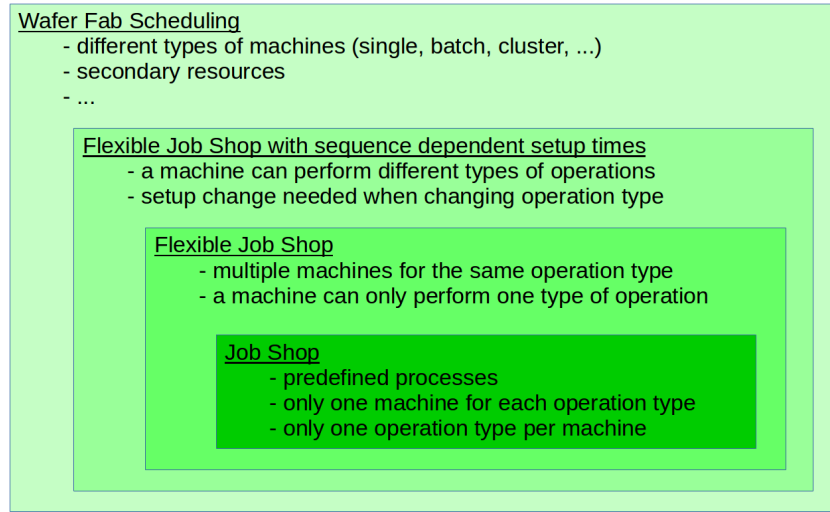 Wafer Fab Scheduling
- different types of machines (single, batch, cluster, ...)
- secondary resources
- ...
Flexible Job Shop with sequence dependent setup times
- a machine can perform different types of operations
- setup change needed when changing operation type
Flexible Job Shop
- multiple machines for the same operation type
- a machine can only perform one type of operation
Job Shop
- predefined processes
- only one machine for each operation type
- only one operation type per machine